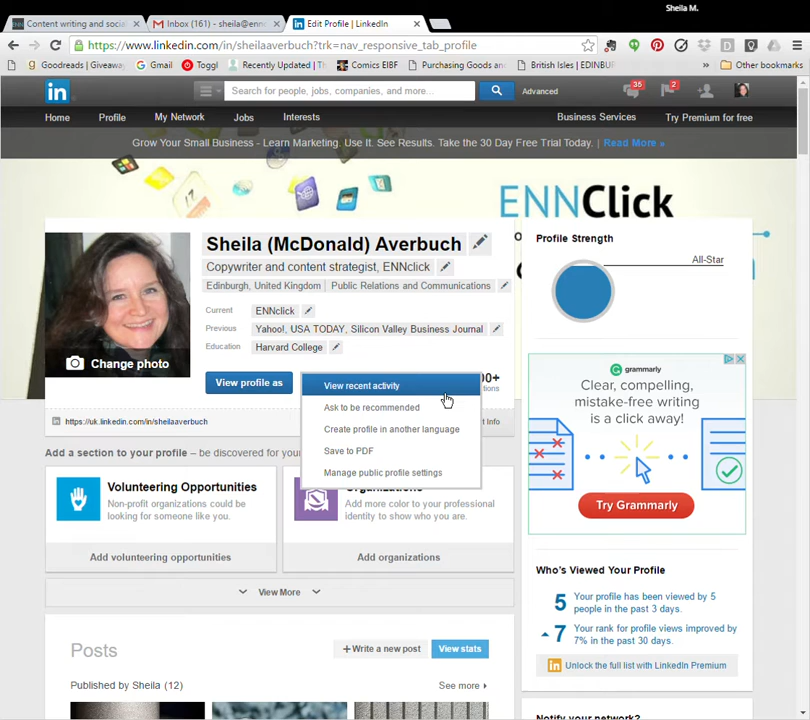 Sheila M.
Content writing and social
Inbox (161) - sheila@enn
Edit Profile | LinkedIn
https://www.linkedin.com/in/sheilaaverbuch?trk=nav_responsive_tab_profile
Goodreads | Giveaway
Gmail
Toggl
Recently Updated | T
Comics EIBF
Purchasing Goods and
British Isles | EDINBUR
» Other bookmarks
in
Search for people, jobs, companies, and more...
Advanced
35
2
Home
Profile
My Network
Jobs
Interests
Business Services
Try Premium for free
Grow Your Small Business - Learn Marketing. Use It. See Results. Take the 30 Day Free Trial Today. | Read More »
17
ENNClick
Sheila (McDonald) Averbuch
Copywriter and content strategist, ENNclick
Edinburgh, United Kingdom | Public Relations and Communications
Current
ENNclick
Previous
Yahoo!, USA TODAY, Silicon Valley Business Journal
Education
Harvard College
Change photo
View profile as
View recent activity
Ask to be recommended
Create profile in another language
Save to PDF
Manage public profile settings
https://uk.linkedin.com/in/sheilaaverbuch
Info
Add a section to your profile – be discovered for your
Volunteering Opportunities
Non-profit organizations could be
looking for someone like you.
Add volunteering opportunities
Organizations
Add more color to your professional
identity to show who you are.
Add organizations
View More
Posts
+Write a new post
View stats
Published by Sheila (12)
See more
Profile Strength
All-Star
grammarly
Clear, compelling,
mistake-free writing
is a click away!
Try Grammarly
Who's Viewed Your Profile
5 Your profile has been viewed by 5
people in the past 3 days.
7 Your rank for profile views improved by
7% in the past 30 days.
in Unlock the full list with LinkedIn Premium
Notify your network?